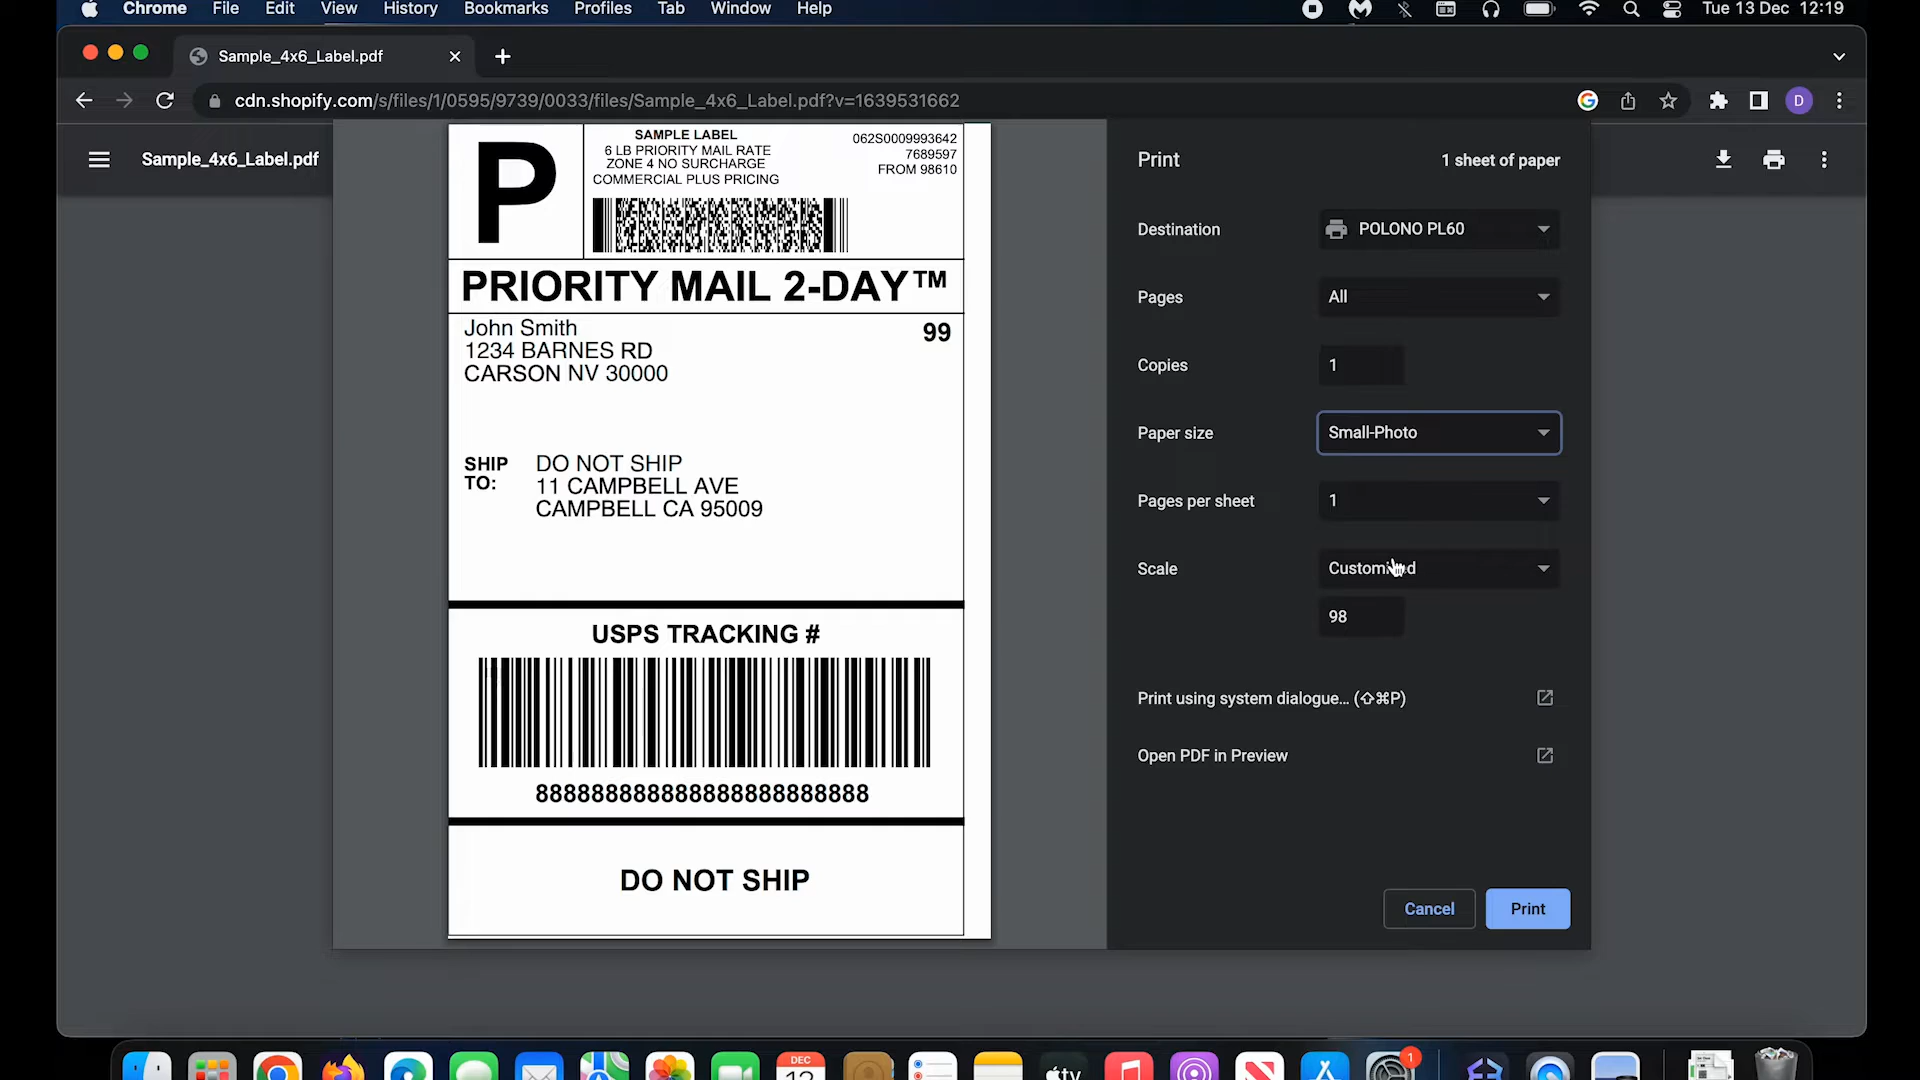 Chrome File Edit View History Bookmarks Profiles Tab Window Help Tue 13 Dec 12:19
Sample_4x6_Label.pdf
cdn.shopify.com/s/files/1/0595/9739/0033/files/Sample_4x6_Label.pdf?v=1639531662
D
Sample_4x6_Label.pdf
P
SAMPLE LABEL
6 LB PRIORITY MAIL RATE
ZONE 4 NO SURCHARGE
COMMERCIAL PLUS PRICING
062S0009993642
7689597
FROM 98610
PRIORITY MAIL 2-DAY™
John Smith
1234 BARNES RD
CARSON NV 30000
99
SHIP
TO:
DO NOT SHIP
11 CAMPBELL AVE
CAMPBELL CA 95009
USPS TRACKING #
DO NOT SHIP
Print 1 sheet of paper
Destination POLONO PL60
Pages All
Copies 1
Paper size Small-Photo
Pages per sheet 1
Scale
98
Print using system dialogue... (⇧⌘P)
Open PDF in Preview
Cancel Print
DEC
tv
1